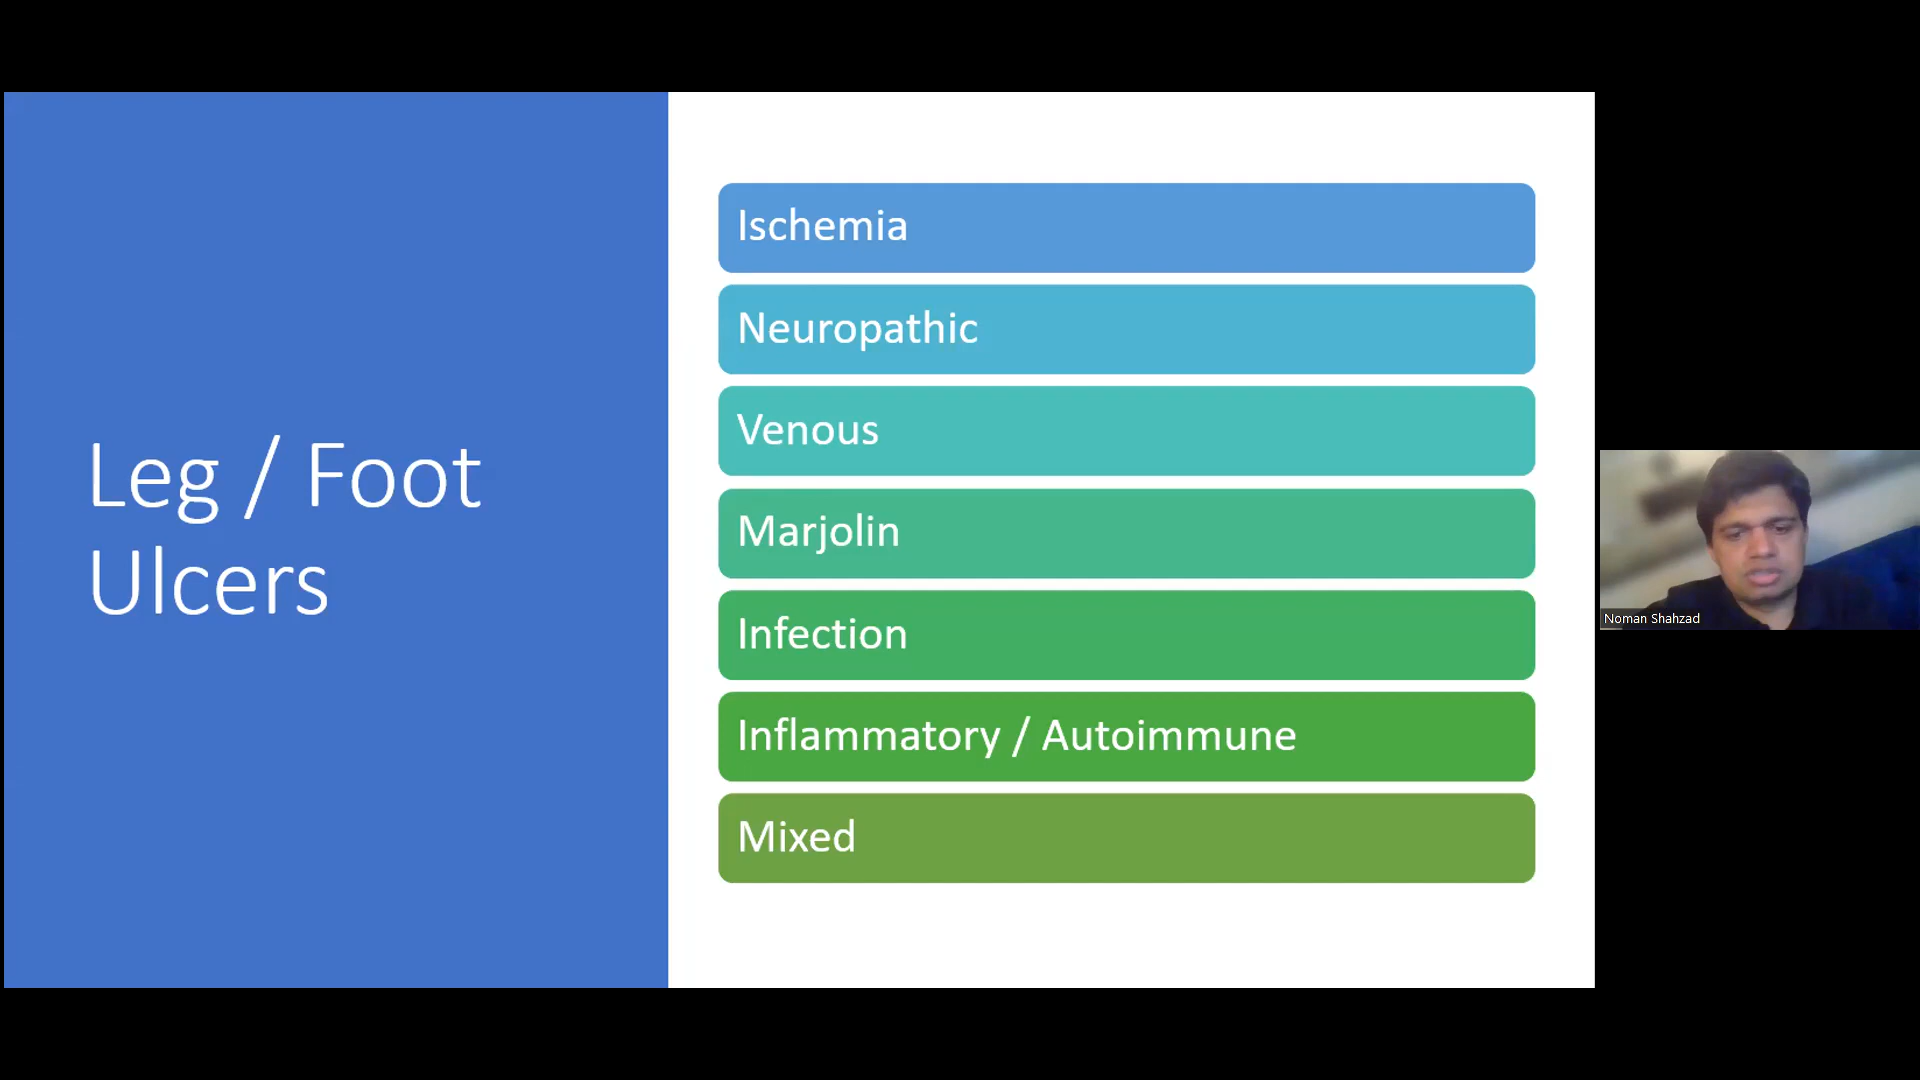 Leg / Foot
Ulcers
Ischemia
Neuropathic
Venous
Marjolin
Infection
Inflammatory / Autoimmune
Mixed
Noman Shahzad